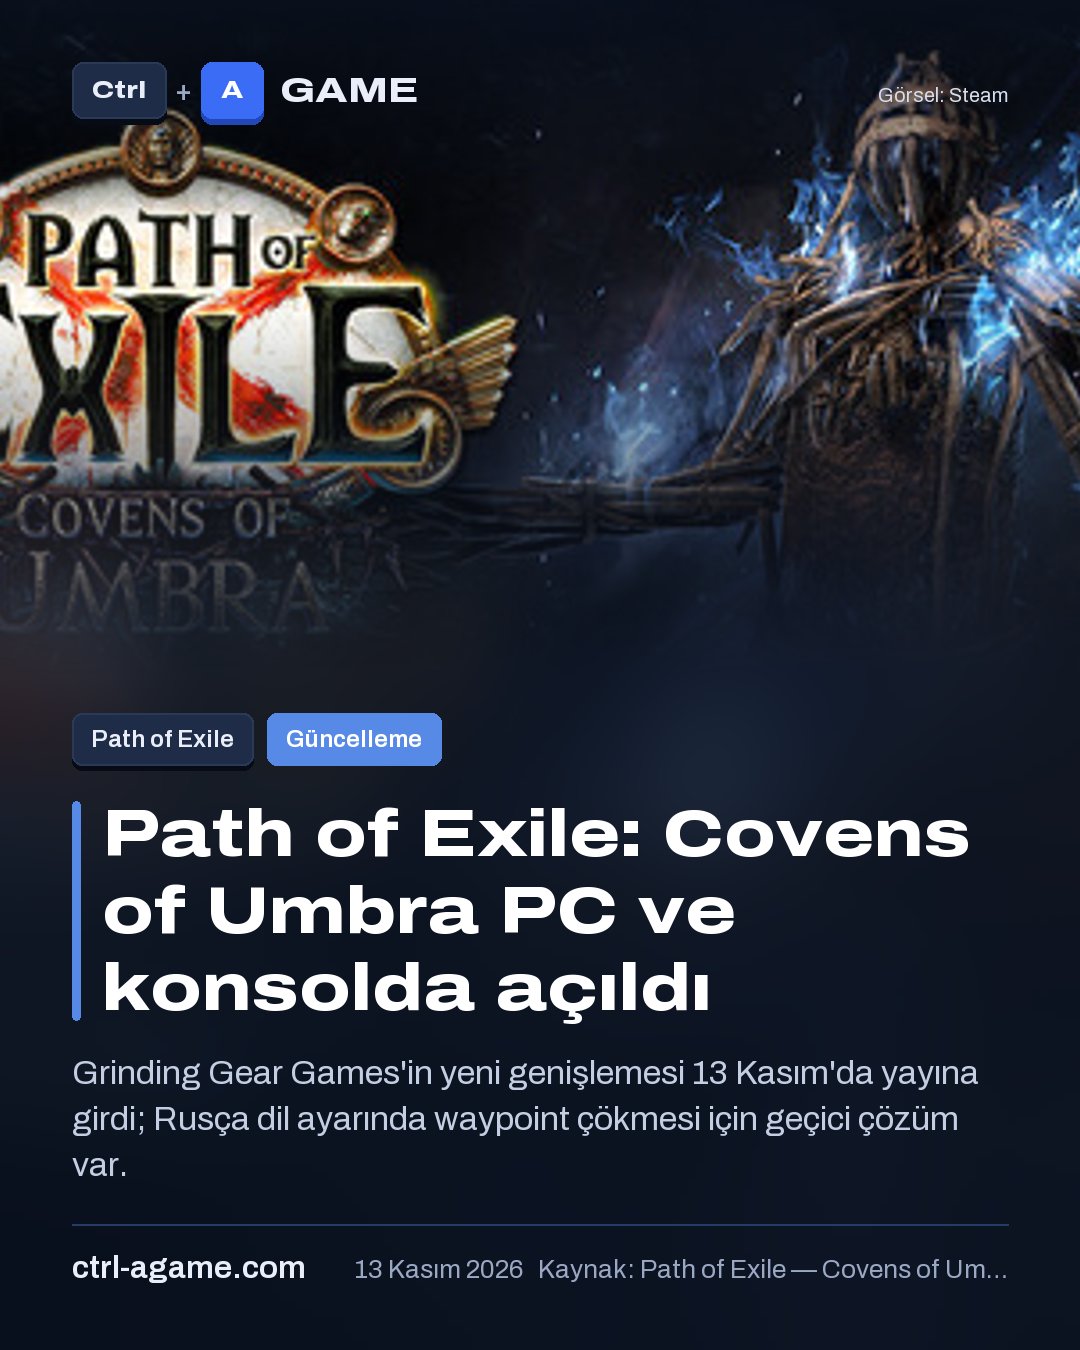 Ctrl + A GAME
Görsel: Steam
PATH OF
EXILE
COVENS OF
UMBRA
Path of Exile
Güncelleme
Path of Exile: Covens
of Umbra PC ve
konsolda açıldı
Grinding Gear Games'in yeni genişlemesi 13 Kasım'da yayına
girdi; Rusça dil ayarında waypoint çökmesi için geçici çözüm
var.
ctrl-agame.com
13 Kasım 2026 Kaynak: Path of Exile — Covens of Um...